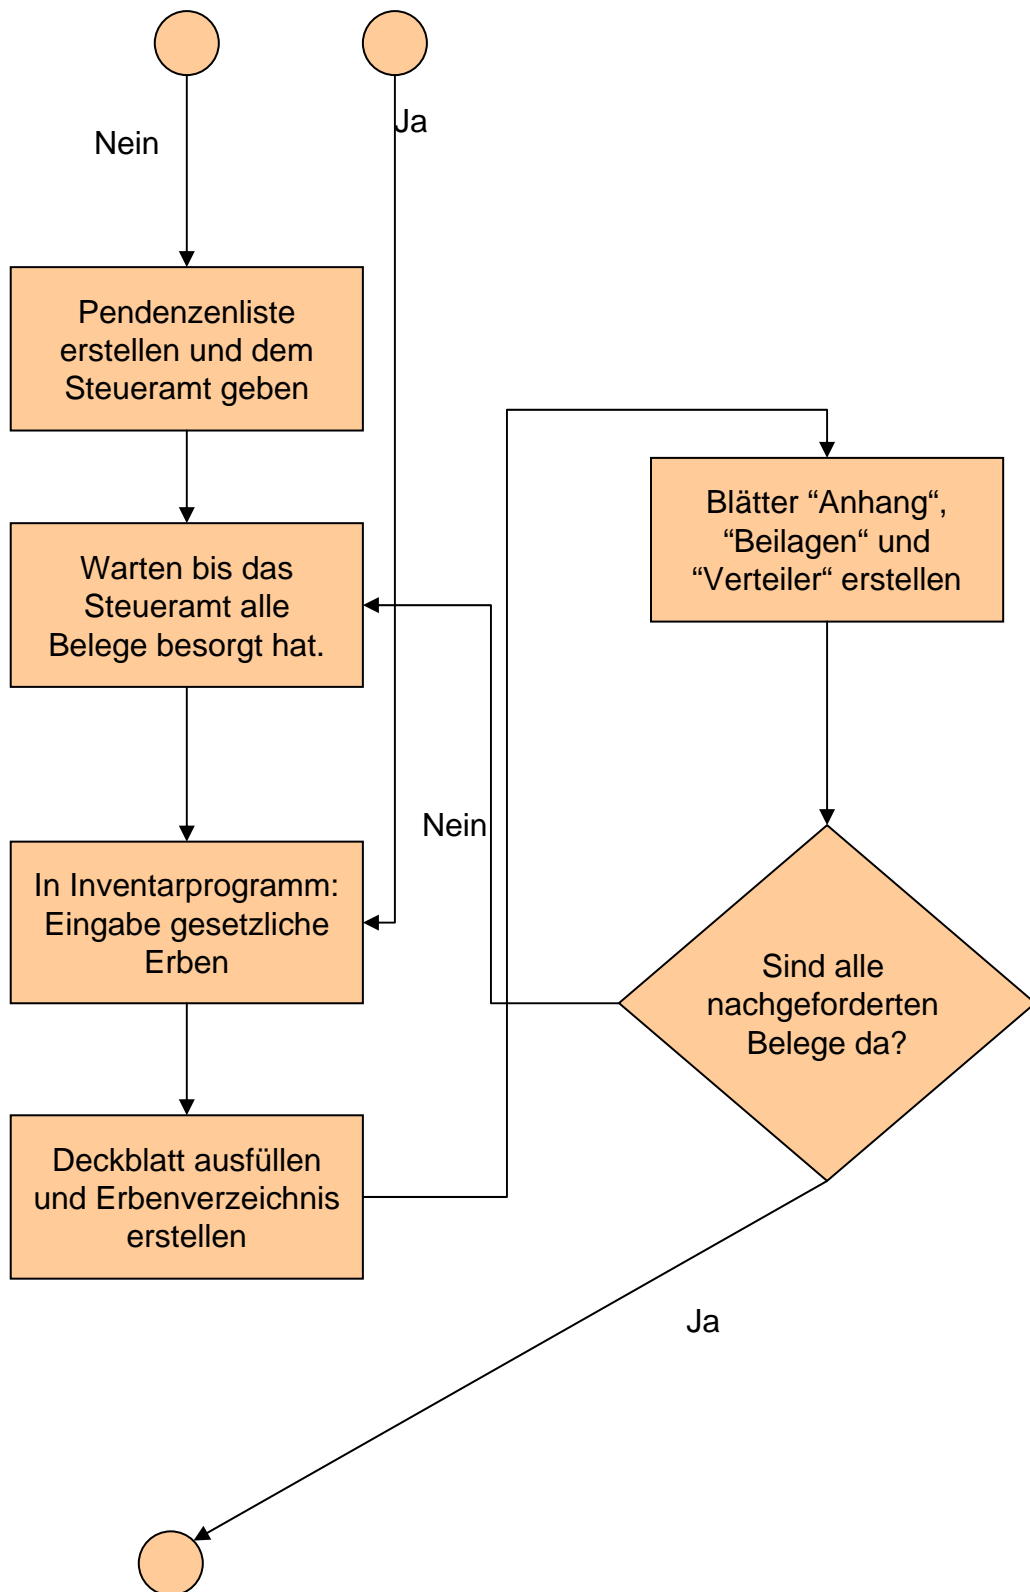 Nein
Ja
Pendenzenliste
erstellen und dem
Steueramt geben
Warten bis das
Steueramt alle
Belege besorgt hat.
In Inventarprogramm:
Eingabe gesetzliche
Erben
Deckblatt ausfüllen
und Erbenverzeichnis
erstellen
Blätter “Anhang“,
“Beilagen“ und
“Verteiler“ erstellen
Nein
Sind alle
nachgeforderten
Belege da?
Ja